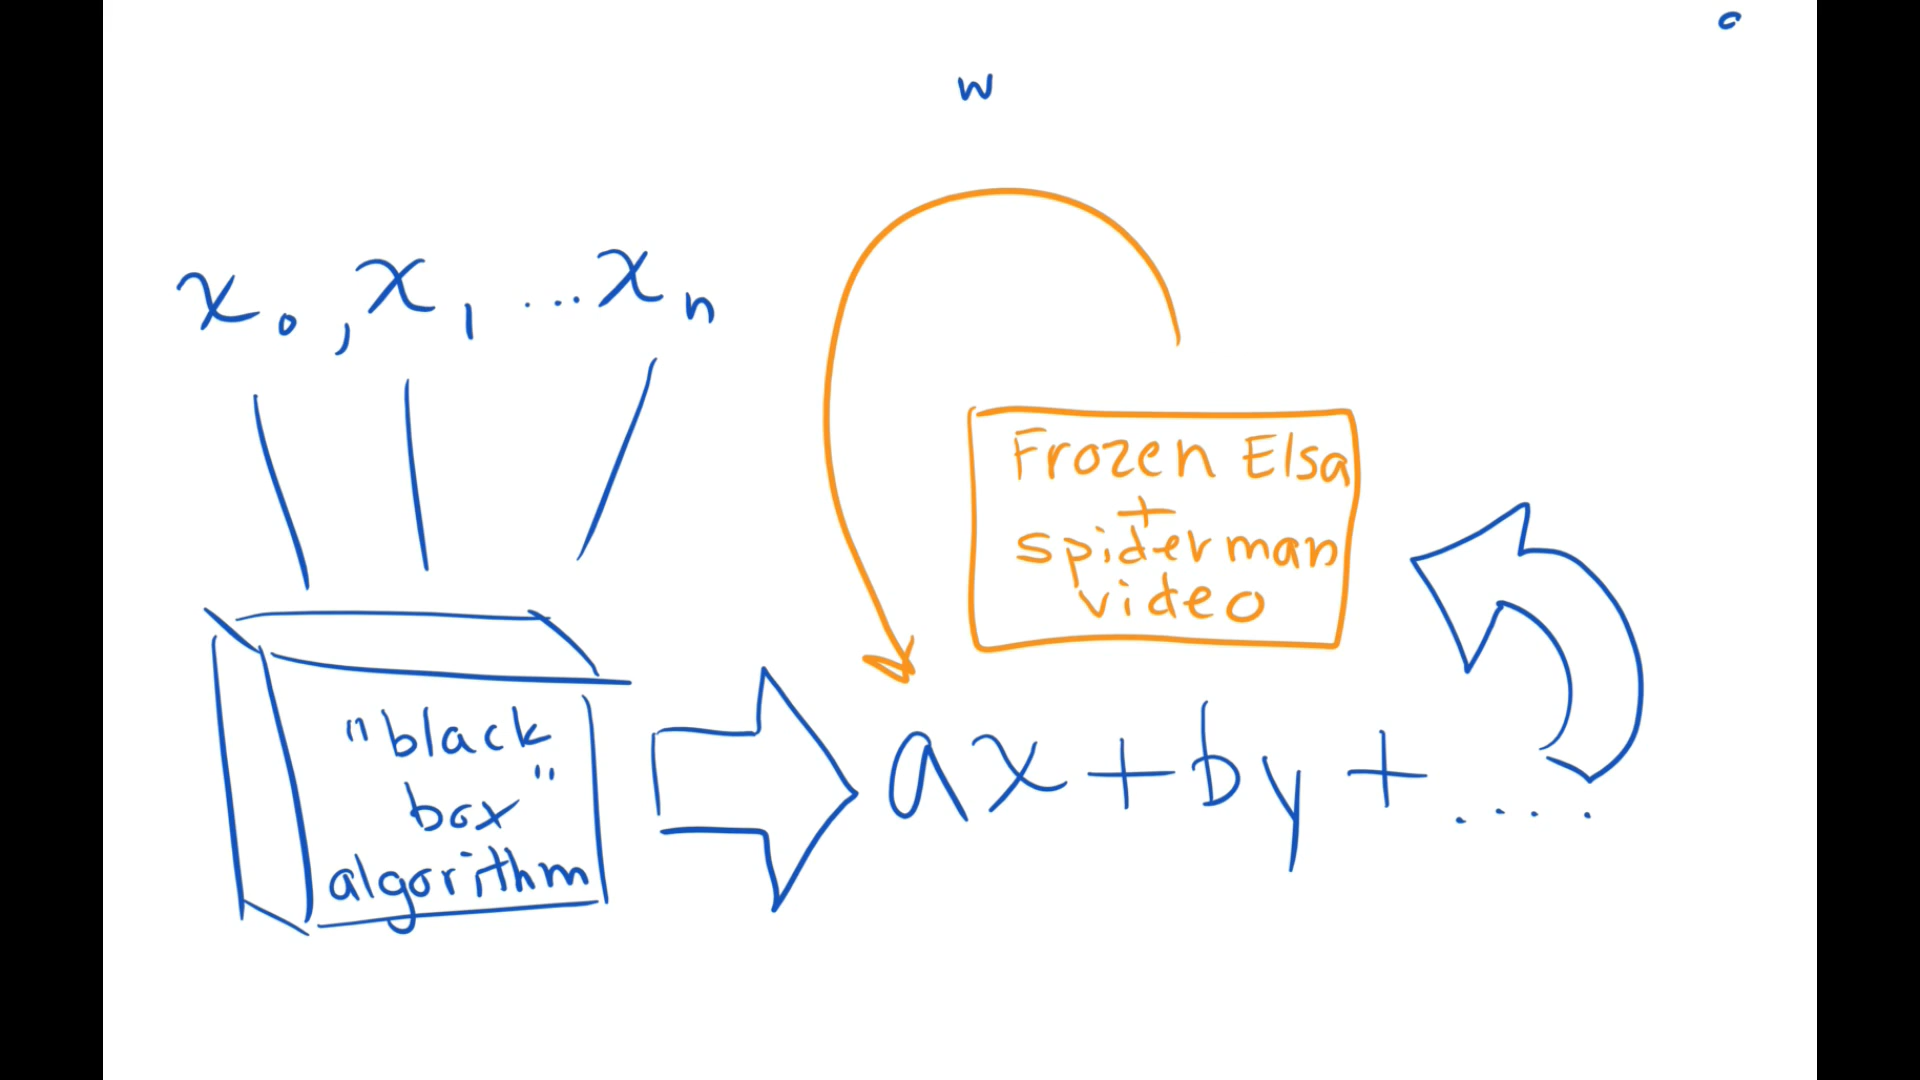 c
w
x₀, x₁ ...xₙ
Frozen Elsa
+
spiderman
video
"black
box"
algorithm
ax + by + ....